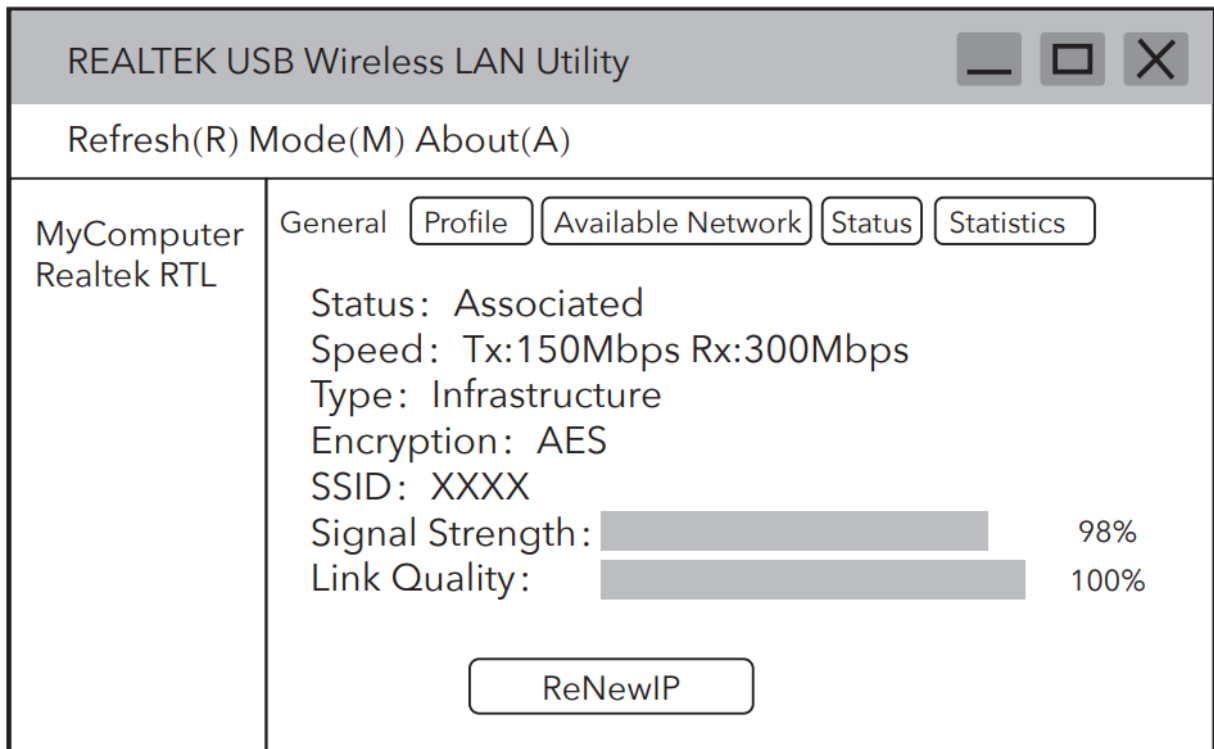 REALTEK USB Wireless LAN Utility
Refresh(R) Mode(M) About(A)
MyComputer
Realtek RTL
General Profile Available Network Status Statistics
Status: Associated
Speed: Tx:150Mbps Rx:300Mbps
Type: Infrastructure
Encryption: AES
SSID: XXXX
Signal Strength: 98%
Link Quality: 100%
ReNewIP